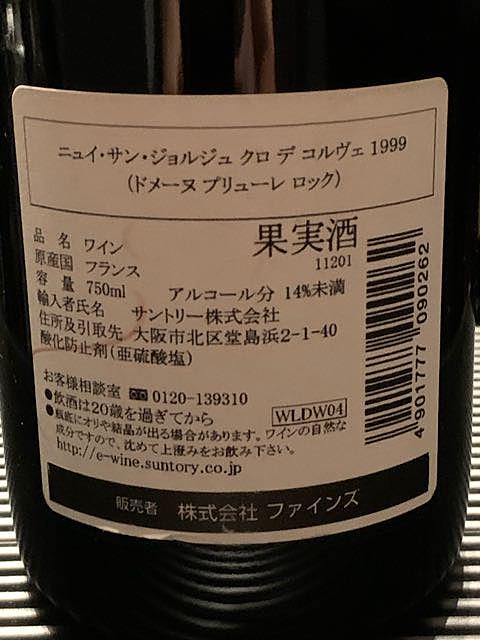 ニュイ・サン・ジョルジュ クロ デ コルヴェ 1999
(ドメーヌ プリューレ ロック)
品名 ワイン
果実酒
原産国 フランス
11201
容量 750ml アルコール分 14%未満
輸入者氏名 サントリー株式会社
住所及引取先 大阪市北区堂島浜2-1-40
酸化防止剤(亜硫酸塩)
お客様相談室 0120-139310
●飲酒は20歳を過ぎてから
WLDW04
●瓶底にオリや結晶が出る場合があります。ワインの自然な
成分ですので、沈めて上澄みをお飲み下さい。
http://e-wine.suntory.co.jp
販売者 株式会社 ファインズ
4 901777 090262